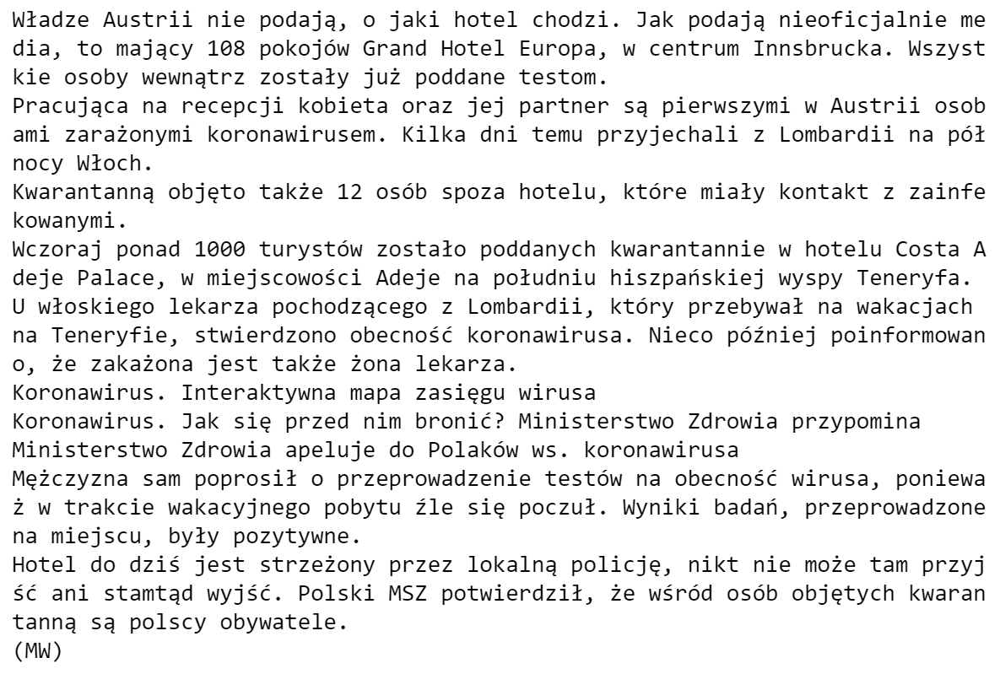 Władze Austrii nie podają, o jaki hotel chodzi. Jak podają nieoficjalnie me
dia, to mający 108 pokojów Grand Hotel Europa, w centrum Innsbrucka. Wszyst
kie osoby wewnątrz zostały już poddane testom.
Pracująca na recepcji kobieta oraz jej partner są pierwszymi w Austrii osob
ami zarażonymi koronawirusem. Kilka dni temu przyjechali z Lombardii na pół
nocy Włoch.
Kwarantanną objęto także 12 osób spoza hotelu, które miały kontakt z zainfe
kowanymi.
Wczoraj ponad 1000 turystów zostało poddanych kwarantannie w hotelu Costa A
deje Palace, w miejscowości Adeje na południu hiszpańskiej wyspy Teneryfa.
U włoskiego lekarza pochodzącego z Lombardii, który przebywał na wakacjach
na Teneryfie, stwierdzono obecność koronawirusa. Nieco później poinformowan
o, że zakażona jest także żona lekarza.
Koronawirus. Interaktywna mapa zasięgu wirusa
Koronawirus. Jak się przed nim bronić? Ministerstwo Zdrowia przypomina
Ministerstwo Zdrowia apeluje do Polaków ws. koronawirusa
Mężczyzna sam poprosił o przeprowadzenie testów na obecność wirusa, poniewa
ż w trakcie wakacyjnego pobytu źle się poczuł. Wyniki badań, przeprowadzone
na miejscu, były pozytywne.
Hotel do dziś jest strzeżony przez lokalną policję, nikt nie może tam przyj
ść ani stamtąd wyjść. Polski MSZ potwierdził, że wśród osób objętych kwaran
tanną są polscy obywatele.
(MW)